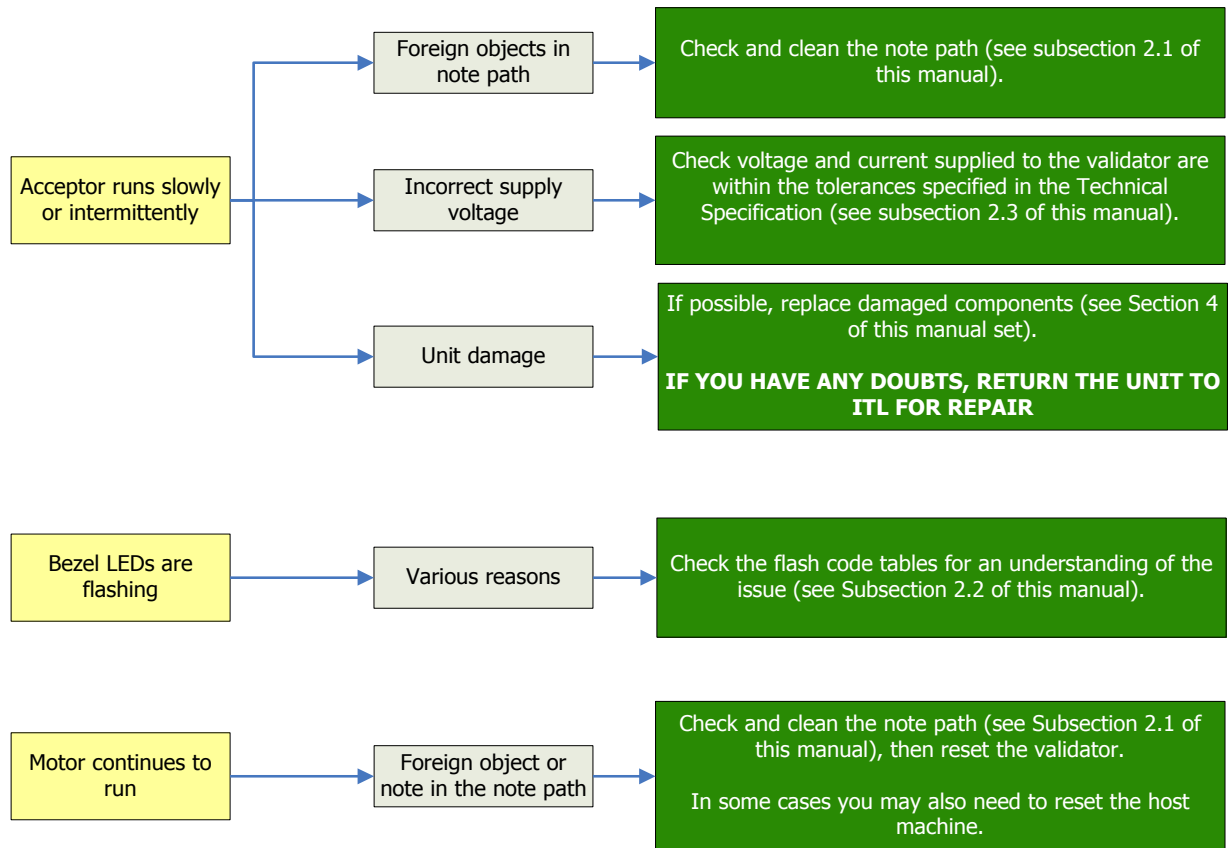 Foreign objects in
note path
Check and clean the note path (see subsection 2.1 of
this manual).
Acceptor runs slowly
or intermittently
Incorrect supply
voltage
Check voltage and current supplied to the validator are
within the tolerances specified in the Technical
Specification (see subsection 2.3 of this manual).
Unit damage
If possible, replace damaged components (see Section 4
of this manual set).
IF YOU HAVE ANY DOUBTS, RETURN THE UNIT TO
ITL FOR REPAIR
Bezel LEDs are
flashing
Various reasons
Check the flash code tables for an understanding of the
issue (see Subsection 2.2 of this manual).
Motor continues to
run
Foreign object or
note in the note path
Check and clean the note path (see Subsection 2.1 of
this manual), then reset the validator.
In some cases you may also need to reset the host
machine.